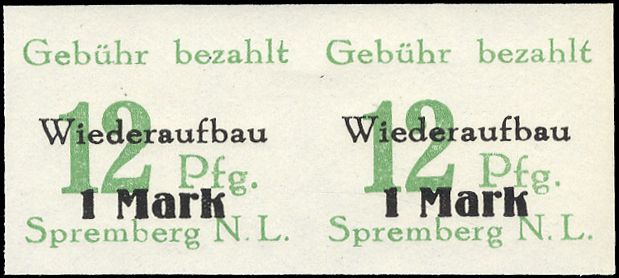 Gebühr bezahlt Gebühr bezahlt
Wiederaufbau Wiederaufbau
12 Pfg. 12 Pfg.
1 Mark 1 Mark
Spremberg N.L. Spremberg N.L.